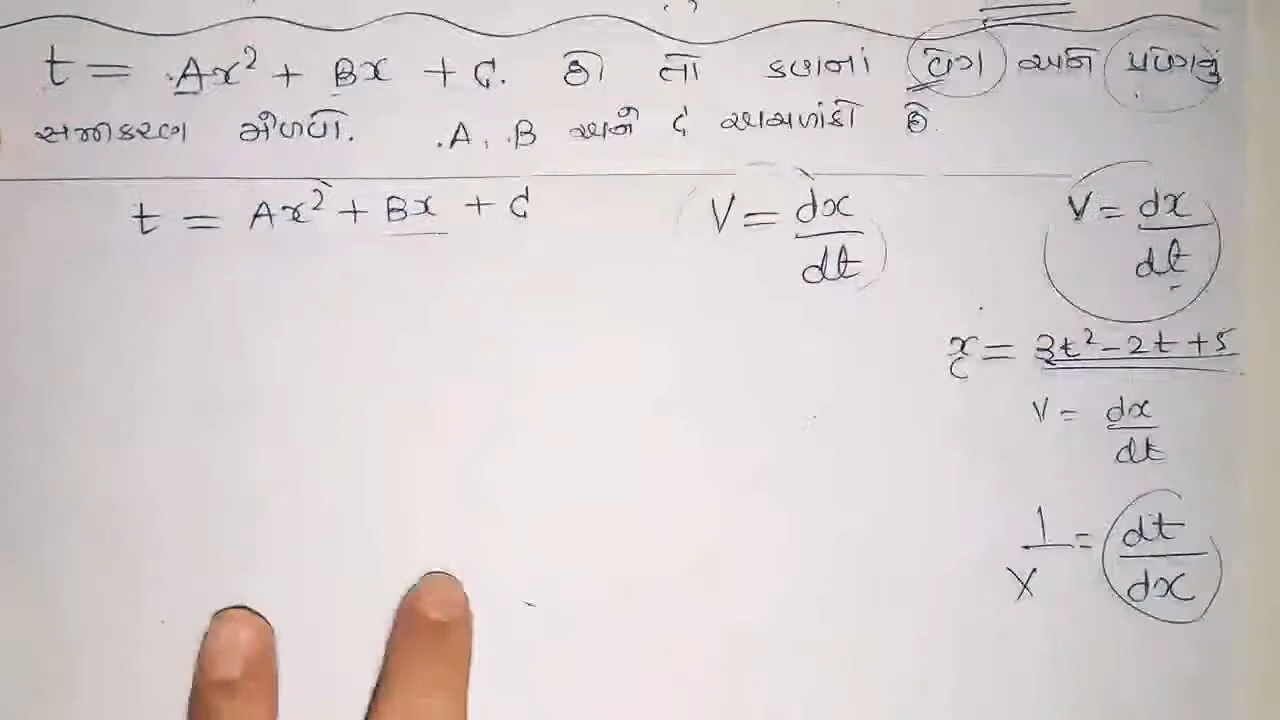 t = Ax² + Bx + C. હો તો કણનાં વેગ અને પ્રવેગનું
સમીકરણ મેળવો. A, B અને C અચળાંકો છે.
t = Ax² + Bx + C
V = dx/dt
V = dx/dt
x = 3t² - 2t + 5
V = dx/dt
1/V = dt/dx